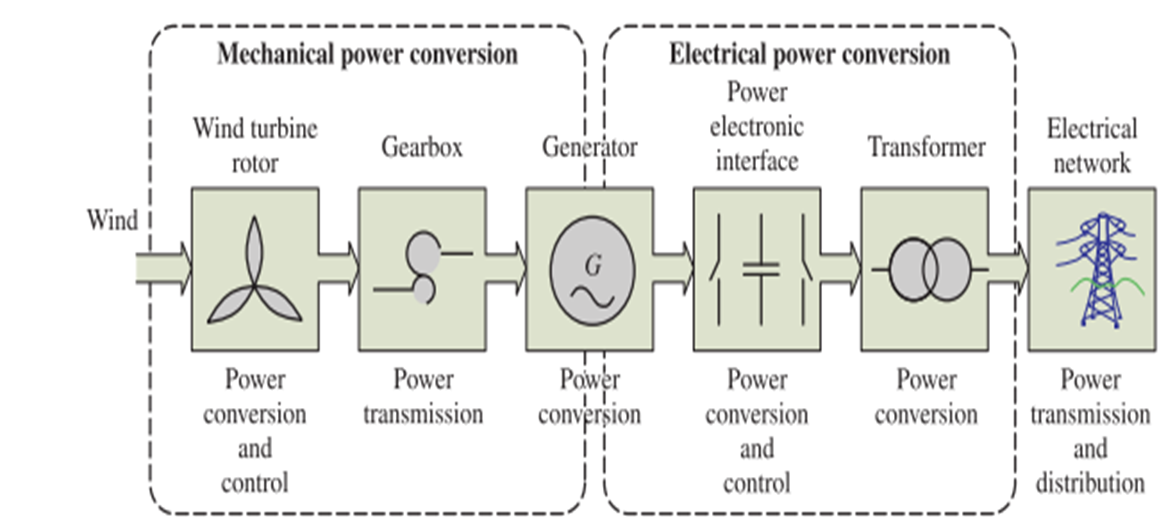 Mechanical power conversion
Electrical power conversion
Wind
Wind turbine
rotor
Gearbox
Generator
Power
electronic
interface
Transformer
Electrical
network
G
Power
conversion
and
control
Power
transmission
Power
conversion
Power
conversion
and
control
Power
conversion
Power
transmission
and
distribution